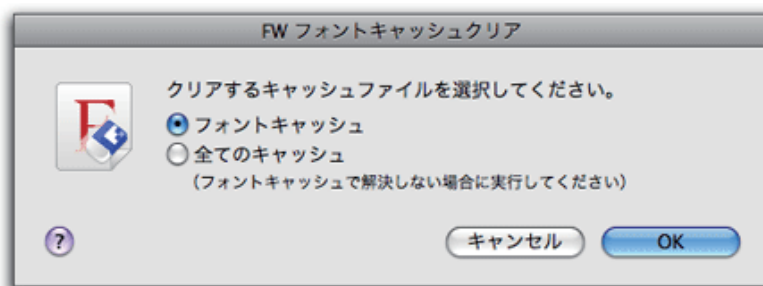 FW フォントキャッシュクリア
クリアするキャッシュファイルを選択してください。
フォントキャッシュ
全てのキャッシュ
(フォントキャッシュで解決しない場合に実行してください)
? キャンセル OK